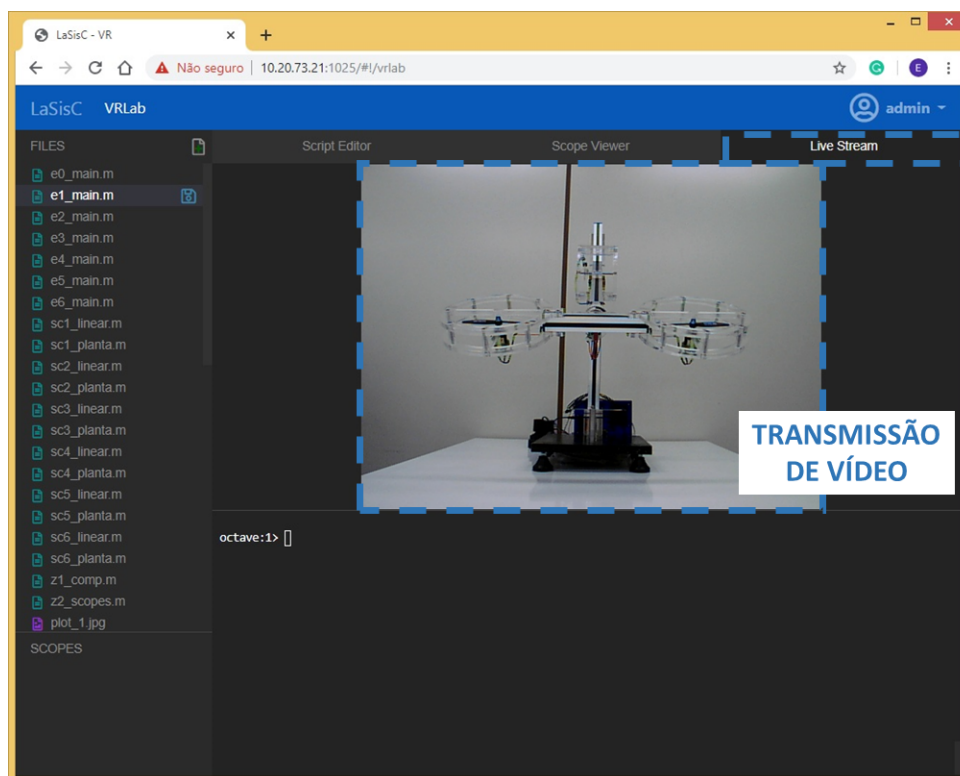 LaSisC - VR
Não seguro | 10.20.73.21:1025/#!/vrlab
LaSisC VRLab admin
FILES
Script Editor Scope Viewer Live Stream
e0_main.m
e1_main.m
e2_main.m
e3_main.m
e4_main.m
e5_main.m
e6_main.m
sc1_linear.m
sc1_planta.m
sc2_linear.m
sc2_planta.m
sc3_linear.m
sc3_planta.m
sc4_linear.m
sc4_planta.m
sc5_linear.m
sc5_planta.m
sc6_linear.m
sc6_planta.m
z1_comp.m
z2_scopes.m
plot_1.jpg
SCOPES
TRANSMISSÃO
DE VÍDEO
octave:1>
E